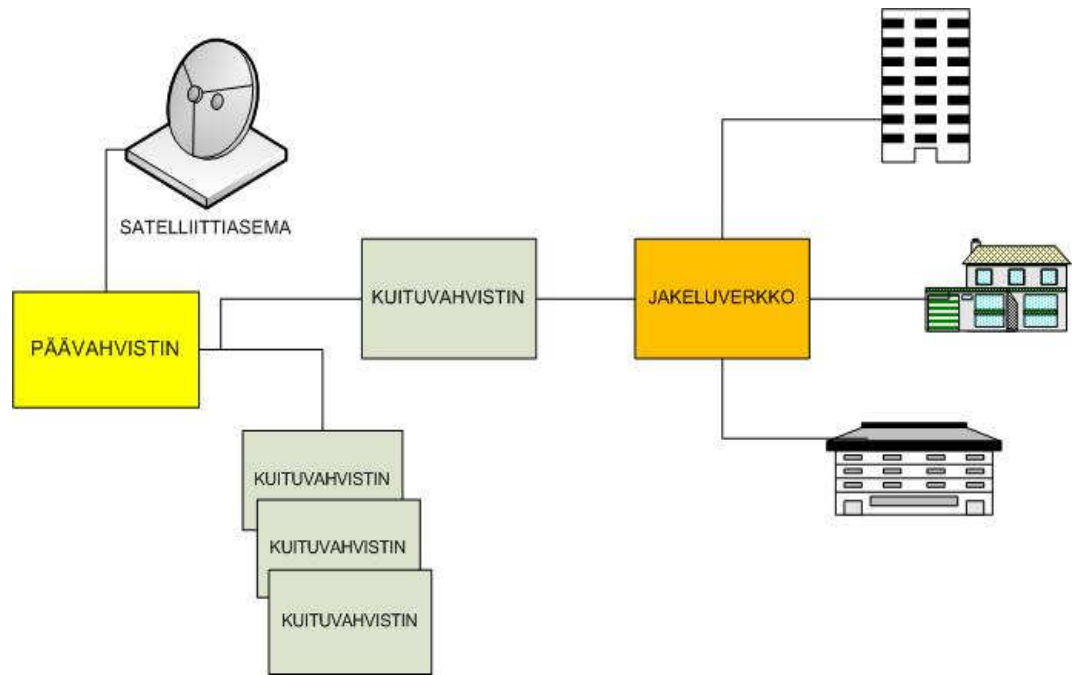 SATELLIITTIASEMA
PÄÄVAHVISTIN
KUITUVAHVISTIN
JAKELUVERKKO
KUITUVAHVISTIN
KUITUVAHVISTIN
KUITUVAHVISTIN